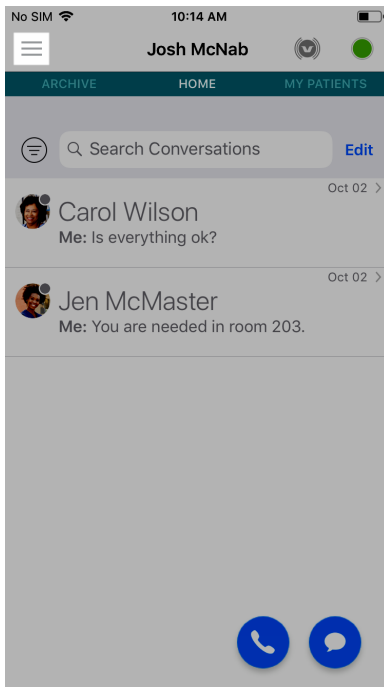 No SIM 10:14 AM
Josh McNab
ARCHIVE HOME MY PATIENTS
Search Conversations Edit
Oct 02
Carol Wilson
Me: Is everything ok?
Oct 02
Jen McMaster
Me: You are needed in room 203.